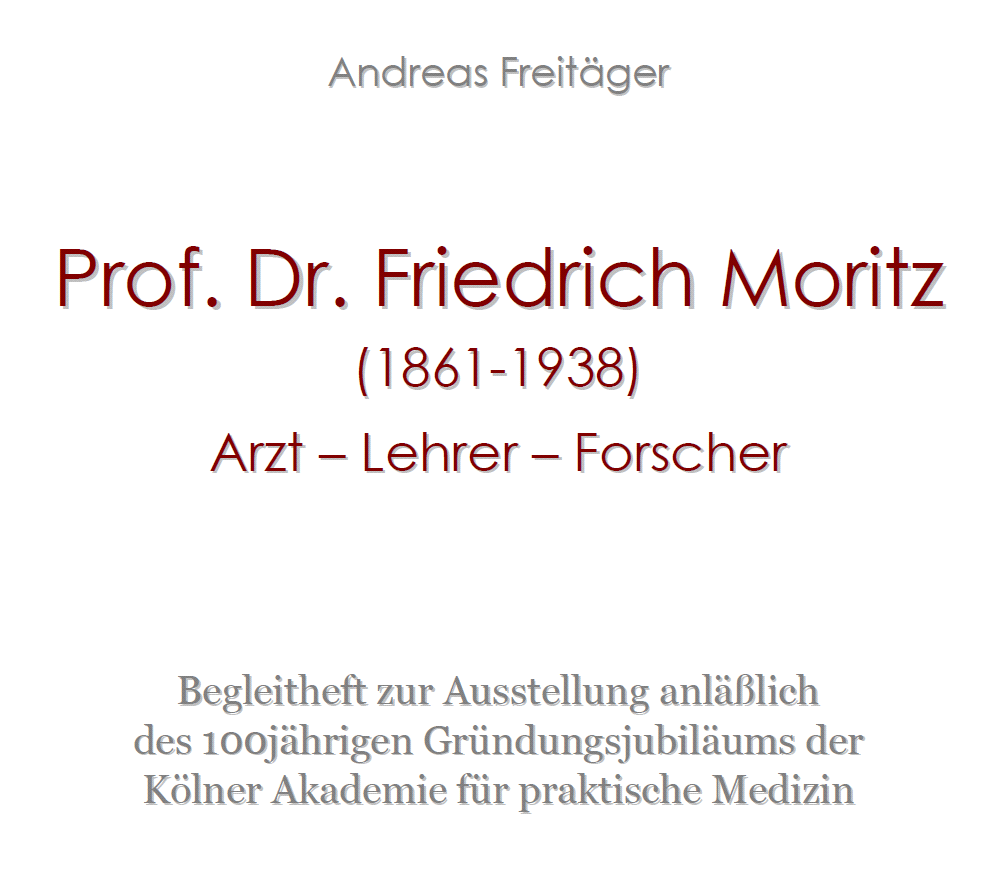 Andreas Freitäger
Prof. Dr. Friedrich Moritz
(1861-1938)
Arzt – Lehrer – Forscher
Begleitheft zur Ausstellung anläßlich
des 100jährigen Gründungsjubiläums der
Kölner Akademie für praktische Medizin